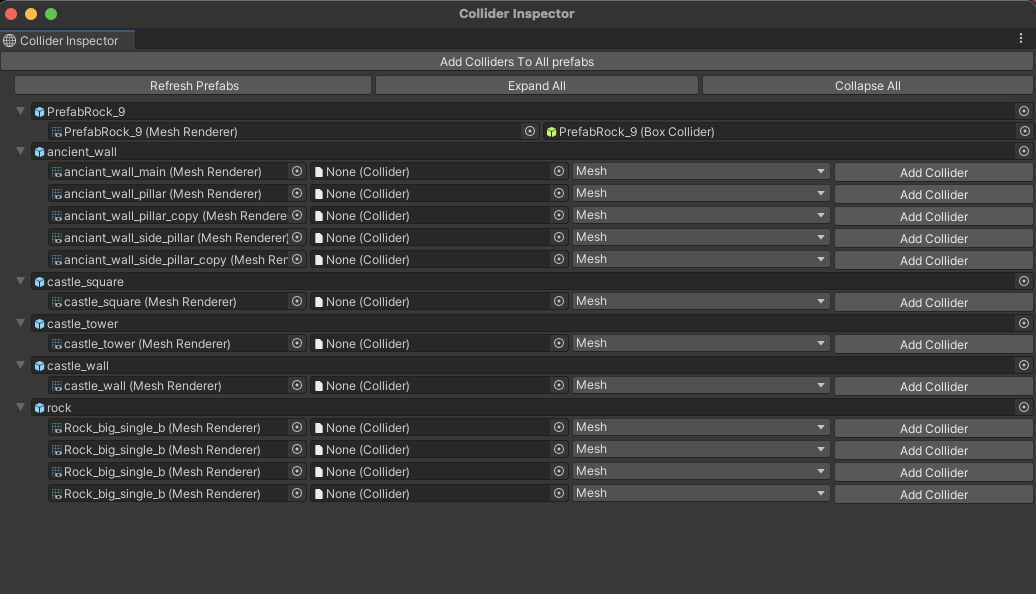 Collider Inspector
Collider Inspector
Add Colliders To All prefabs
Refresh Prefabs Expand All Collapse All
PrefabRock_9
PrefabRock_9 (Mesh Renderer) PrefabRock_9 (Box Collider)
ancient_wall
anciant_wall_main (Mesh Renderer) None (Collider) Mesh Add Collider
anciant_wall_pillar (Mesh Renderer) None (Collider) Mesh Add Collider
anciant_wall_pillar_copy (Mesh Rendere None (Collider) Mesh Add Collider
anciant_wall_side_pillar (Mesh Renderer) None (Collider) Mesh Add Collider
anciant_wall_side_pillar_copy (Mesh Ren None (Collider) Mesh Add Collider
castle_square
castle_square (Mesh Renderer) None (Collider) Mesh Add Collider
castle_tower
castle_tower (Mesh Renderer) None (Collider) Mesh Add Collider
castle_wall
castle_wall (Mesh Renderer) None (Collider) Mesh Add Collider
rock
Rock_big_single_b (Mesh Renderer) None (Collider) Mesh Add Collider
Rock_big_single_b (Mesh Renderer) None (Collider) Mesh Add Collider
Rock_big_single_b (Mesh Renderer) None (Collider) Mesh Add Collider
Rock_big_single_b (Mesh Renderer) None (Collider) Mesh Add Collider